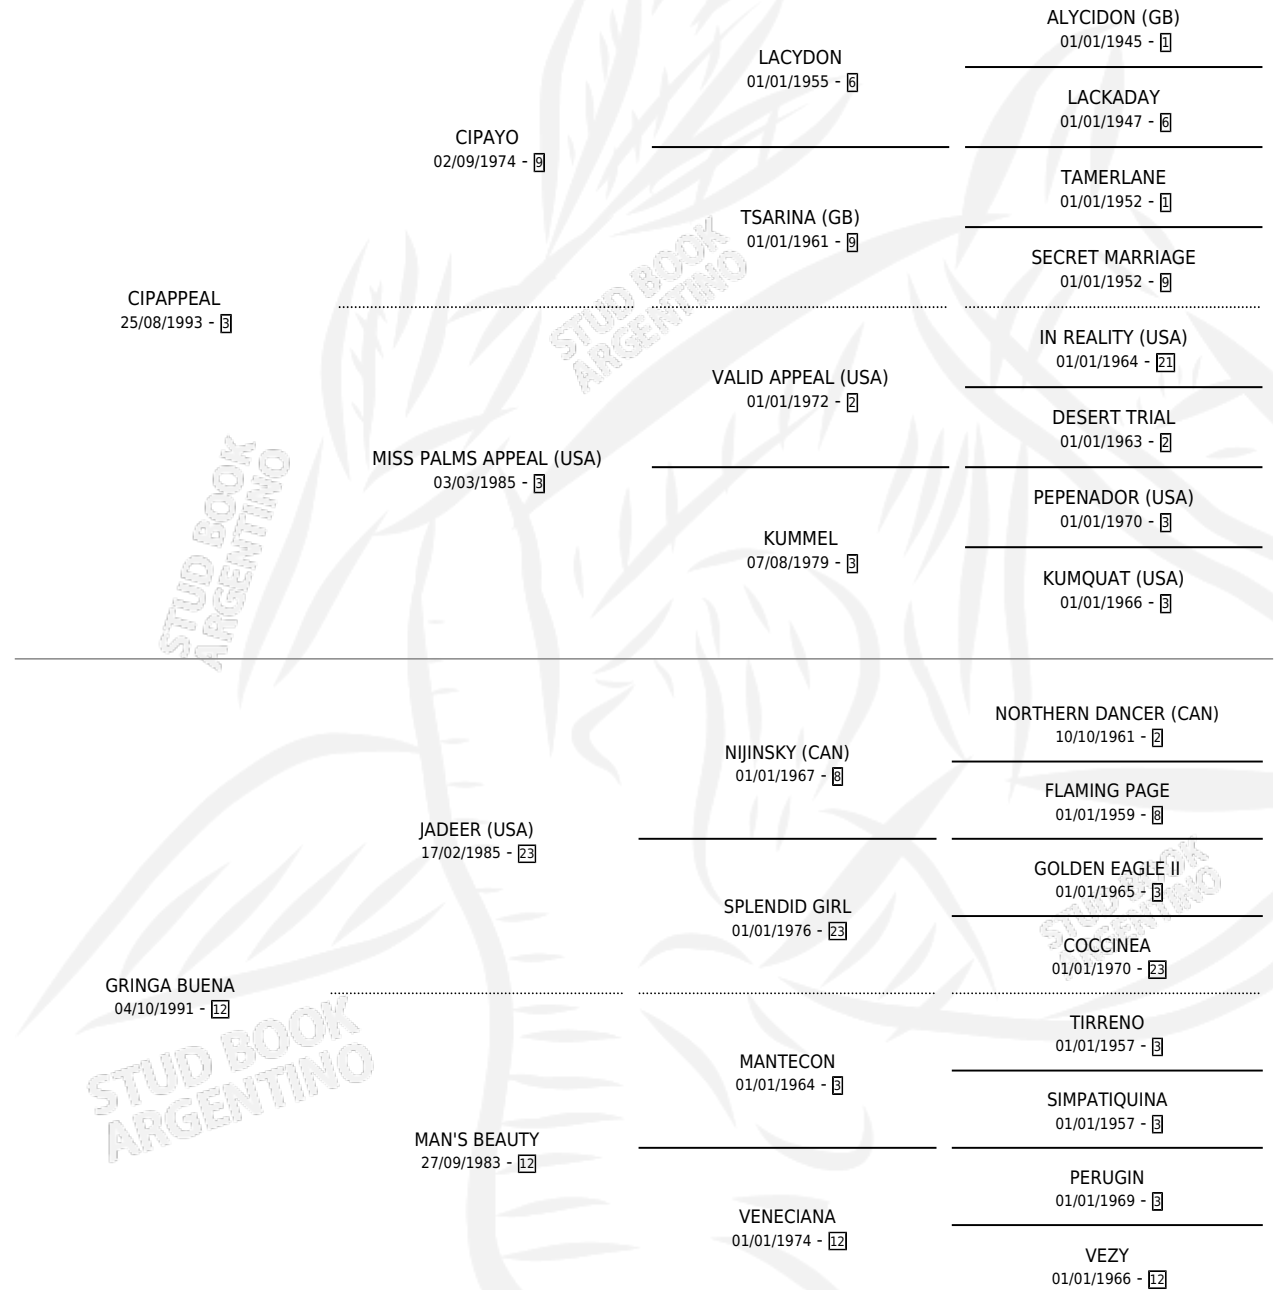 ALYCIDON (GB)
01/01/1945 - 1
LACYDON
01/01/1955 - 6
LACKADAY
01/01/1947 - 6
CIPAYO
02/09/1974 - 9
TAMERLANE
01/01/1952 - 1
TSARINA (GB)
01/01/1961 - 9
SECRET MARRIAGE
01/01/1952 - 9
CIPAPPEAL
25/08/1993 - 3
STUD BOOK
ARGENTINO
IN REALITY (USA)
01/01/1964 - 21
VALID APPEAL (USA)
01/01/1972 - 2
DESERT TRIAL
01/01/1963 - 2
MISS PALMS APPEAL (USA)
03/03/1985 - 3
PEPENADOR (USA)
01/01/1970 - 3
KUMMEL
07/08/1979 - 3
KUMQUAT (USA)
01/01/1966 - 3
STUD BOOK
ARGENTINO
NORTHERN DANCER (CAN)
10/10/1961 - 2
NIJINSKY (CAN)
01/01/1967 - 8
FLAMING PAGE
01/01/1959 - 8
JADEER (USA)
17/02/1985 - 23
GOLDEN EAGLE II
01/01/1965 - 3
SPLENDID GIRL
01/01/1976 - 23
COCCINEA
01/01/1970 - 23
STUD BOOK
ARGENTINO
GRINGA BUENA
04/10/1991 - 12
TIRRENO
01/01/1957 - 3
MANTECON
01/01/1964 - 3
SIMPATIQUINA
01/01/1957 - 3
STUD BOOK
ARGENTINO
MAN'S BEAUTY
27/09/1983 - 12
PERUGIN
01/01/1969 - 3
VENECIANA
01/01/1974 - 12
VEZY
01/01/1966 - 12